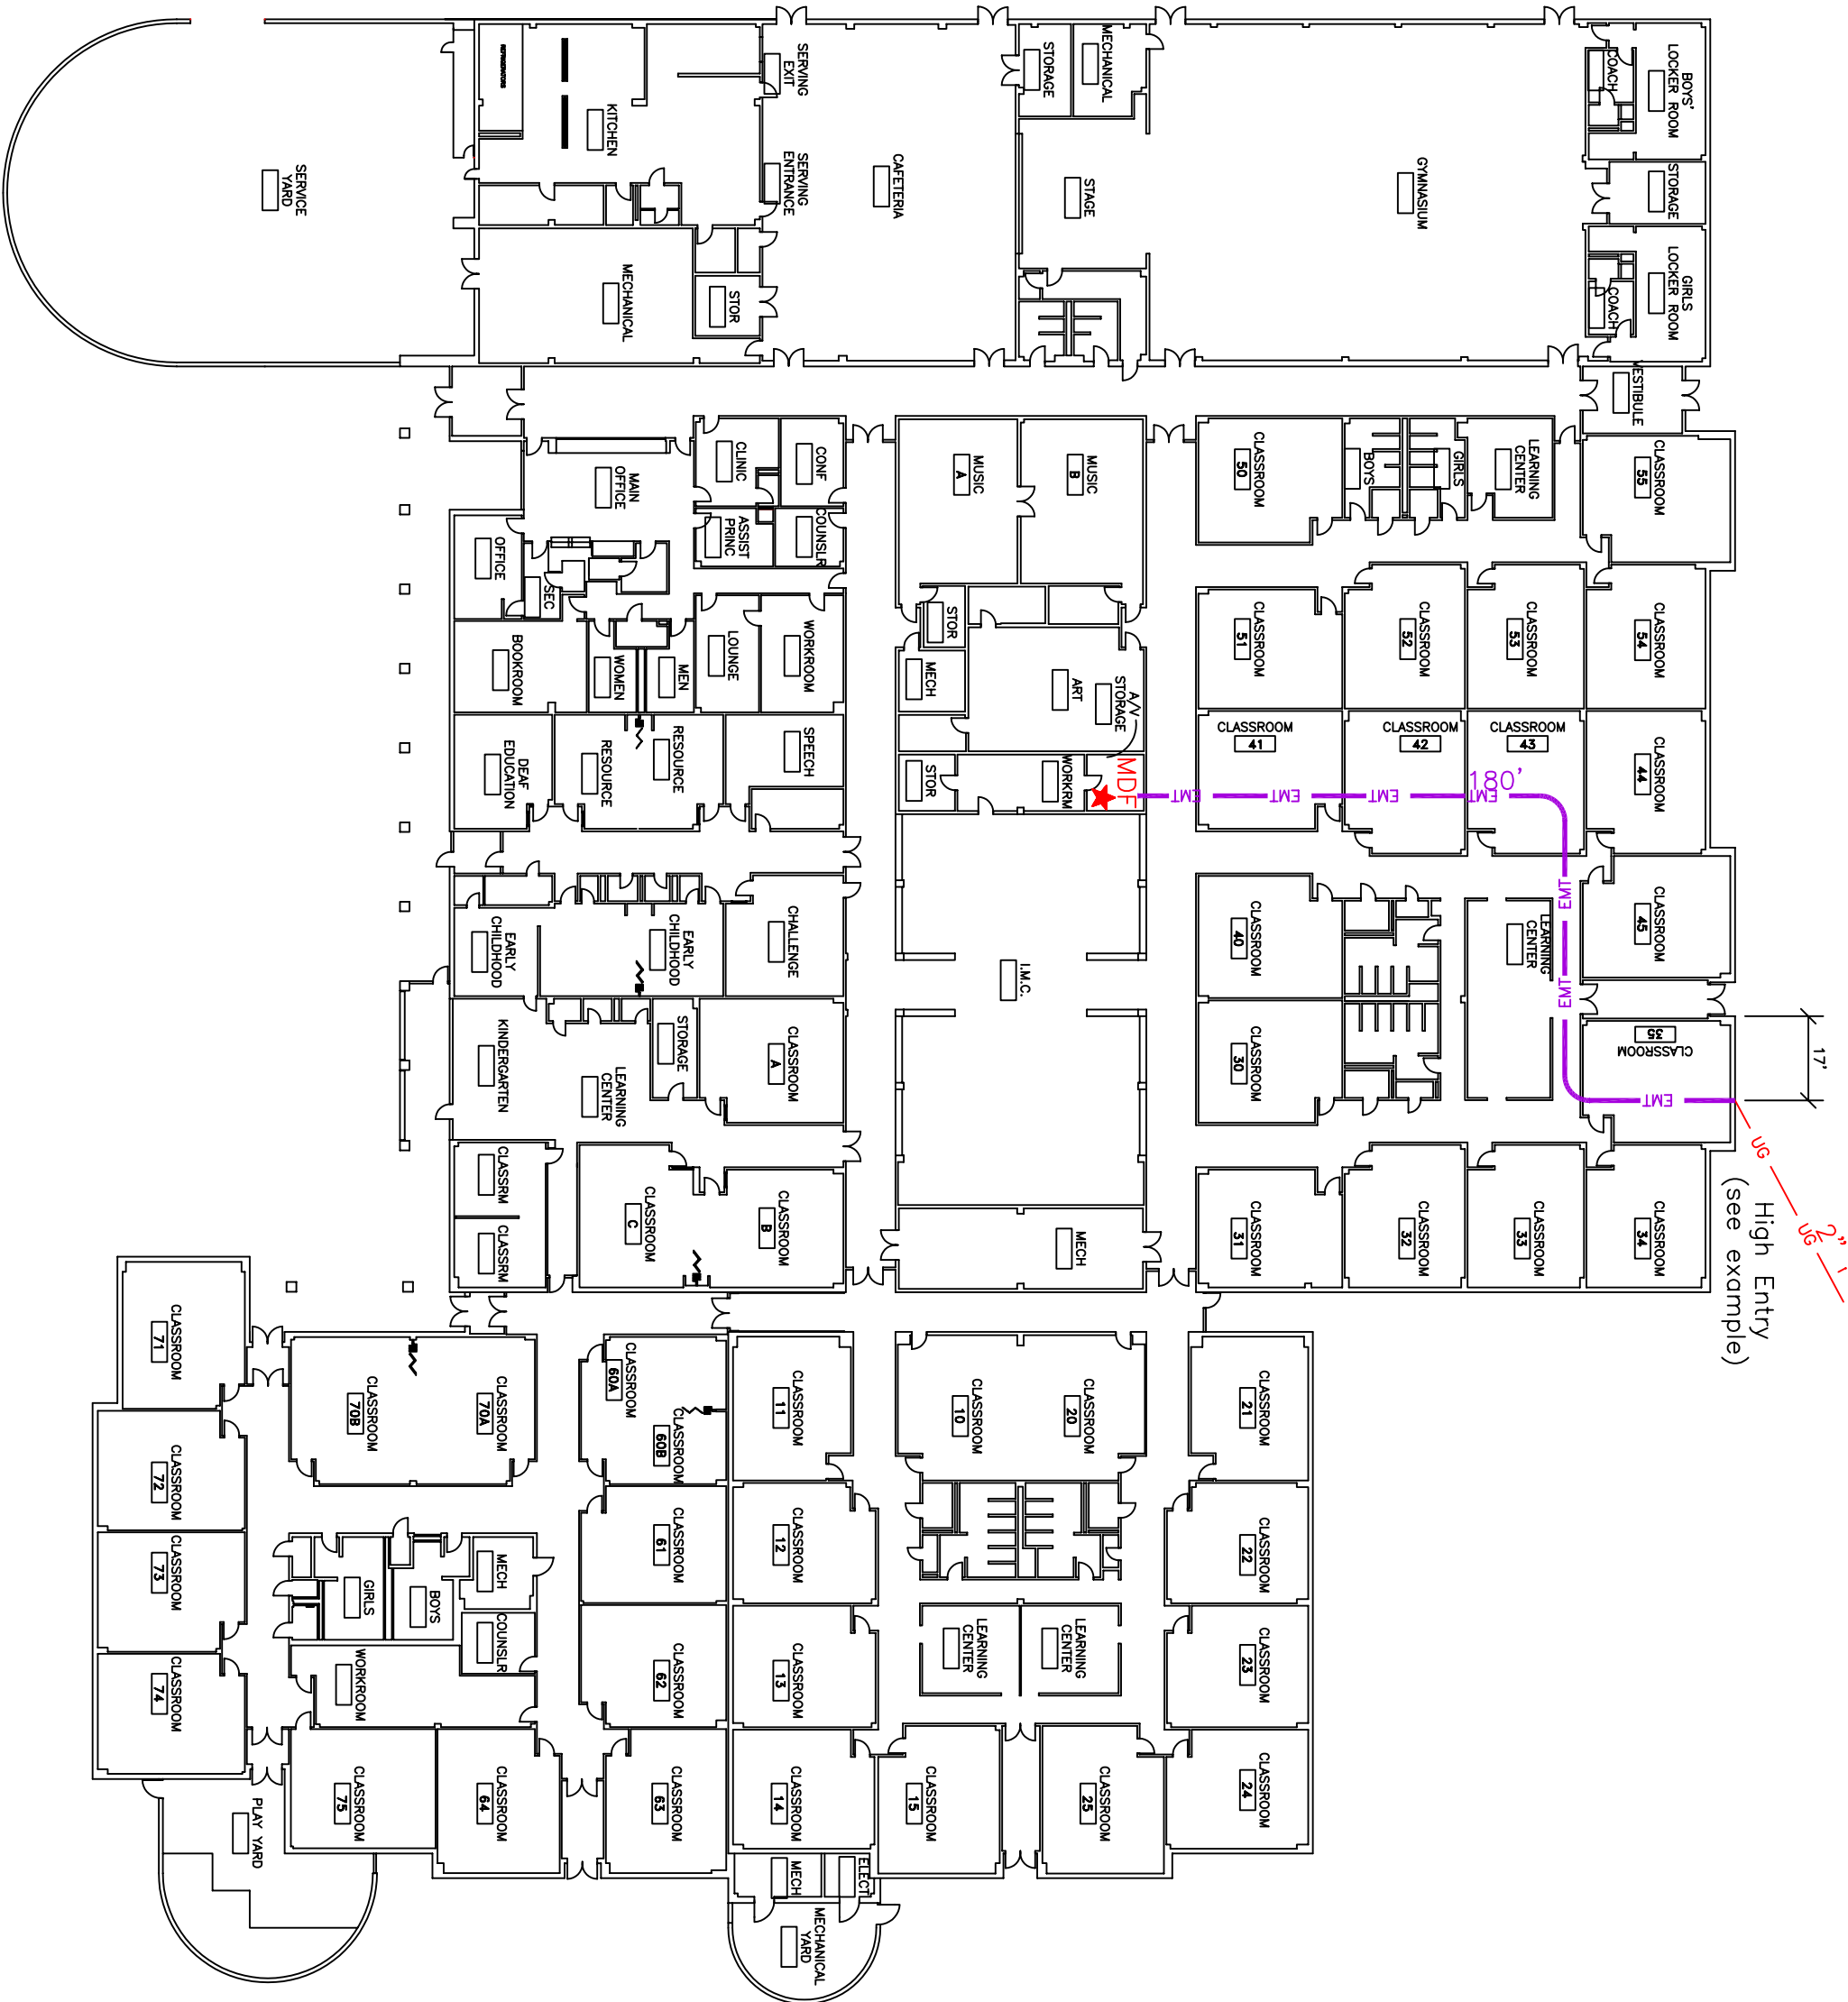 BOYS'
LOCKER ROOM
COACH
STORAGE
GIRLS
LOCKER ROOM
COACH
VESTIBULE
GYMNASIUM
MECHANICAL
STORAGE
STAGE
CAFETERIA
SERVING
EXIT
SERVING
ENTRANCE
KITCHEN
REFRIGERATORS
MECHANICAL
STOR
SERVICE
YARD
CLASSROOM
55
LEARNING
CENTER
GIRLS
BOYS
CLASSROOM
50
MUSIC
B
MUSIC
A
CONF
CLINIC
COUNSLR
ASSIST
PRINC
MAIN
OFFICE
OFFICE
SEC
CLASSROOM
54
CLASSROOM
53
CLASSROOM
52
CLASSROOM
51
STOR
MECH
ART
A/V
STORAGE
WORKROOM
LOUNGE
MEN
WOMEN
BOOKROOM
CLASSROOM
44
CLASSROOM
43
CLASSROOM
42
CLASSROOM
41
180'
MDF
WORKRM
STOR
EMT
EMT
EMT
EMT
EMT
EMT
EMT
SPEECH
RESOURCE
RESOURCE
DEAF
EDUCATION
CLASSROOM
45
LEARNING
CENTER
CLASSROOM
40
CLASSROOM
30
I.M.C.
CHALLENGE
EARLY
CHILDHOOD
EARLY
CHILDHOOD
CLASSROOM
35
17'
UG
2"
UG
High Entry
(see example)
CLASSROOM
A
STORAGE
LEARNING
CENTER
KINDERGARTEN
CLASSROOM
34
CLASSROOM
33
CLASSROOM
32
CLASSROOM
31
MECH
CLASSROOM
B
CLASSROOM
C
CLASSRM
CLASSRM
CLASSROOM
21
CLASSROOM
20
CLASSROOM
10
CLASSROOM
11
CLASSROOM
60A
CLASSROOM
60B
CLASSROOM
70A
CLASSROOM
70B
CLASSROOM
71
CLASSROOM
22
CLASSROOM
12
CLASSROOM
61
CLASSROOM
72
MECH
BOYS
GIRLS
CLASSROOM
73
CLASSROOM
23
LEARNING
CENTER
LEARNING
CENTER
CLASSROOM
13
CLASSROOM
62
COUNSLR
WORKROOM
CLASSROOM
74
CLASSROOM
24
CLASSROOM
25
CLASSROOM
15
CLASSROOM
14
CLASSROOM
63
CLASSROOM
64
CLASSROOM
75
PLAY YARD
ELECT
MECH
MECHANICAL
YARD